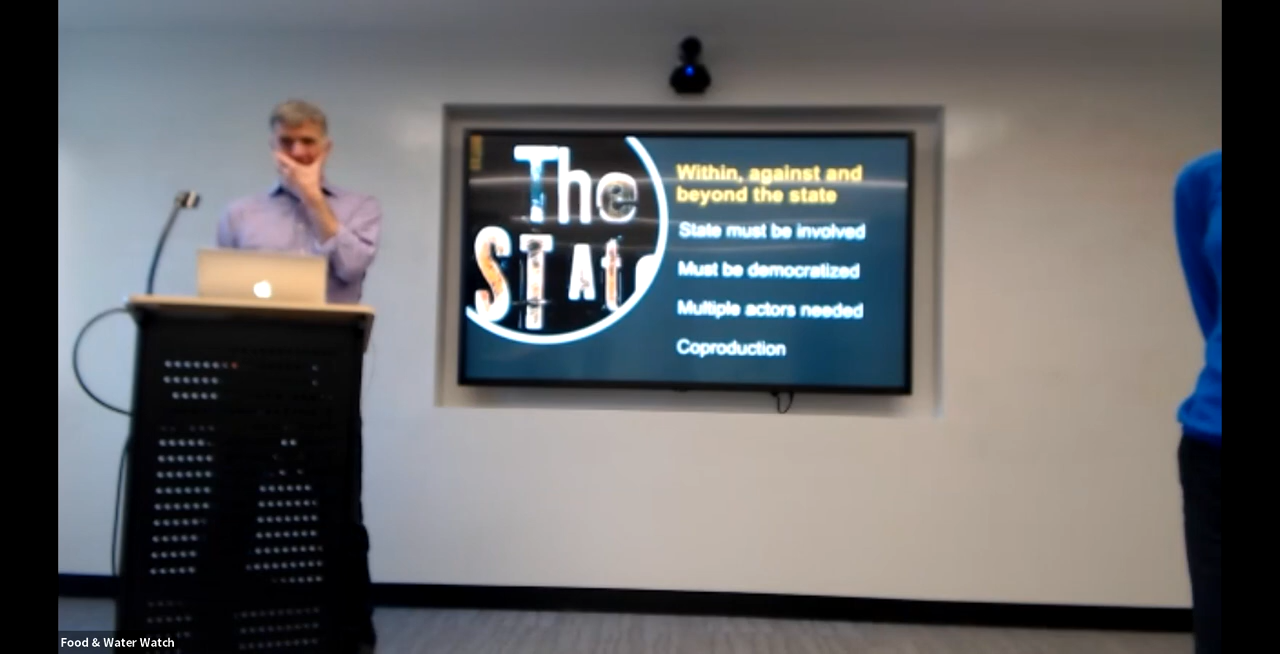 The
STAt
Within, against and
beyond the state
State must be involved
Must be democratized
Multiple actors needed
Coproduction
Food & Water Watch